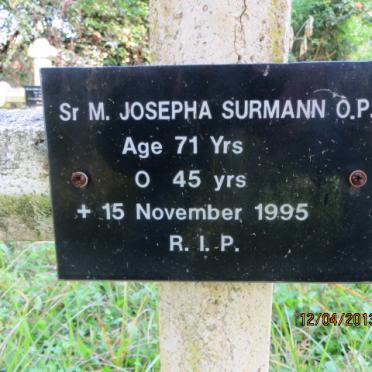 Sr M. JOSEPHA SURMANN O.P.
Age 71 Yrs
O 45 yrs
+ 15 November 1995
R. I. P.
12/04/2013